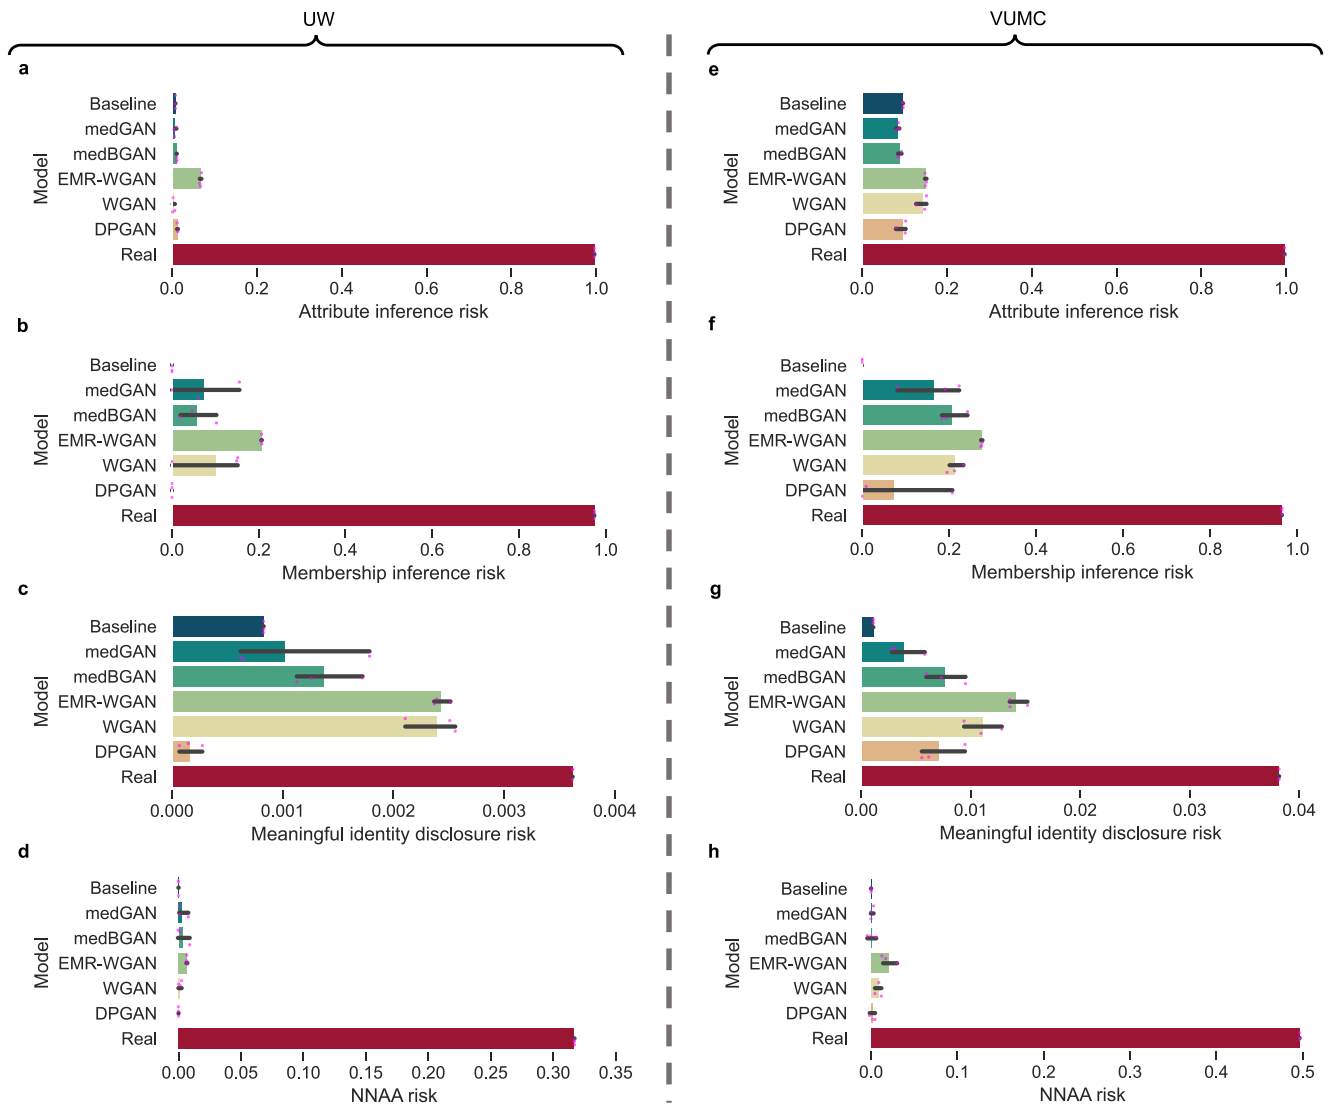 UW
VUMC
a
Model
Baseline
medGAN
medBGAN
EMR-WGAN
WGAN
DPGAN
Real
0.0 0.2 0.4 0.6 0.8 1.0
Attribute inference risk
b
Model
Baseline
medGAN
medBGAN
EMR-WGAN
WGAN
DPGAN
Real
0.0 0.2 0.4 0.6 0.8 1.0
Membership inference risk
c
Model
Baseline
medGAN
medBGAN
EMR-WGAN
WGAN
DPGAN
Real
0.000 0.001 0.002 0.003 0.004
Meaningful identity disclosure risk
d
Model
Baseline
medGAN
medBGAN
EMR-WGAN
WGAN
DPGAN
Real
0.00 0.05 0.10 0.15 0.20 0.25 0.30 0.35
NNAA risk
e
Model
Baseline
medGAN
medBGAN
EMR-WGAN
WGAN
DPGAN
Real
0.0 0.2 0.4 0.6 0.8 1.0
Attribute inference risk
f
Model
Baseline
medGAN
medBGAN
EMR-WGAN
WGAN
DPGAN
Real
0.0 0.2 0.4 0.6 0.8 1.0
Membership inference risk
g
Model
Baseline
medGAN
medBGAN
EMR-WGAN
WGAN
DPGAN
Real
0.00 0.01 0.02 0.03 0.04
Meaningful identity disclosure risk
h
Model
Baseline
medGAN
medBGAN
EMR-WGAN
WGAN
DPGAN
Real
0.0 0.1 0.2 0.3 0.4 0.5
NNAA risk